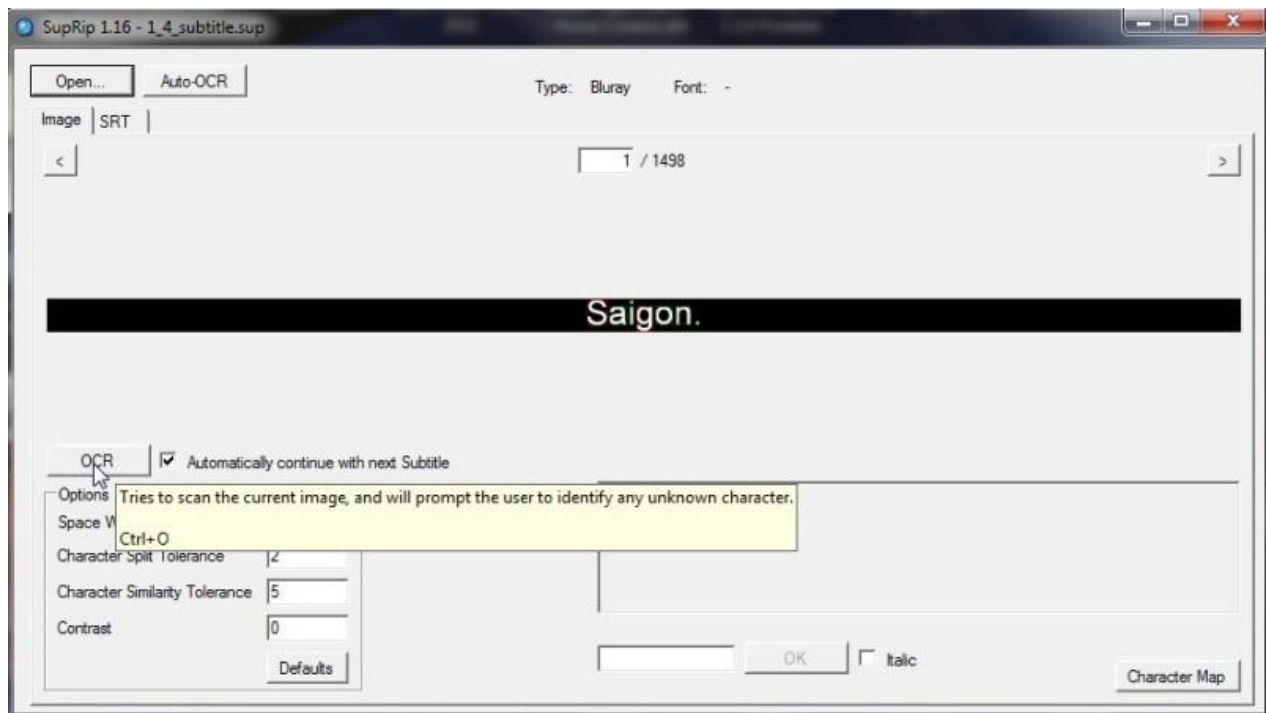 SupRip 1.16 - 1_4_subtitle.sup
Open...
Auto-OCR
Type: Bluray Font: -
Image SRT
< 1 / 1498 >
Saigon.
OCR
Automatically continue with next Subtitle
Options
Tries to scan the current image, and will prompt the user to identify any unknown character.
Space W
Ctrl+O
Character Split Tolerance 2
Character Similarity Tolerance 5
Contrast 0
Defaults
OK
Italic
Character Map